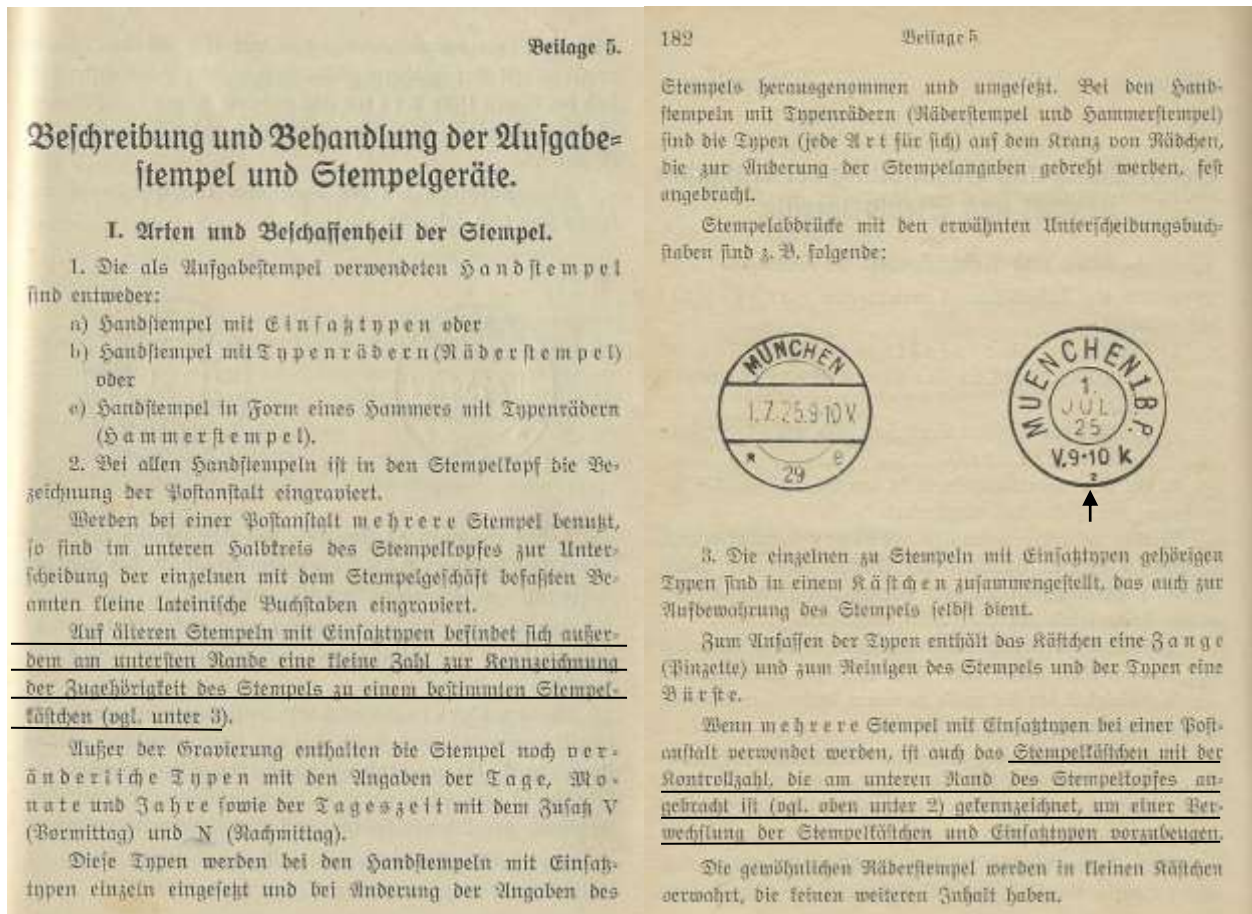 Beilage 5.
Beschreibung und Behandlung der Aufgabe-
stempel und Stempelgeräte.
I. Arten und Beschaffenheit der Stempel.
1. Die als Aufgabestempel verwendeten Handstempel
sind entweder:
a) Handstempel mit Einsatztypen oder
b) Handstempel mit Typenrädern (Räderstempel)
oder
c) Handstempel in Form eines Hammers mit Typenrädern
(Hammerstempel).
2. Bei allen Handstempeln ist in den Stempelkopf die Be-
zeichnung der Postanstalt eingraviert.
Werden bei einer Postanstalt mehrere Stempel benutzt,
so sind im unteren Halbkreis des Stempelkopfes zur Unter-
scheidung der einzelnen mit dem Stempelgeschäft befaßten Be-
amten kleine lateinische Buchstaben eingraviert.
Auf älteren Stempeln mit Einsatztypen befindet sich außer-
dem am untersten Rande eine kleine Zahl zur Kennzeichnung
der Zugehörigkeit des Stempels zu einem bestimmten Stempel-
kästchen (vgl. unter 3).
Außer der Gravierung enthalten die Stempel noch ver-
änderliche Typen mit den Angaben der Tage, Mo-
nate und Jahre sowie der Tageszeit mit dem Zusatz V
(Vormittag) und N (Nachmittag).
Diese Typen werden bei den Handstempeln mit Einsatz-
typen einzeln eingesetzt und bei Änderung der Angaben des
182
Beilage 5
Stempels herausgenommen und umgesetzt. Bei den Hand-
stempeln mit Typenrädern (Räderstempel und Hammerstempel)
sind die Typen (jede Art für sich) auf dem Kranz von Rädchen,
die zur Änderung der Stempelangaben gedreht werden, fest
angebracht.
Stempelabdrücke mit den erwähnten Unterscheidungsbuch-
staben sind z. B. folgende:
MÜNCHEN
1.7.25.9-10 V.
* 29 e
MUENCHEN 1.B.P.
1.
JUL
25
V.9-10 k
2
3. Die einzelnen zu Stempeln mit Einsatztypen gehörigen
Typen sind in einem Kästchen zusammengestellt, das auch zur
Aufbewahrung des Stempels selbst dient.
Zum Anfassen der Typen enthält das Kästchen eine Zange
(Pinzette) und zum Reinigen des Stempels und der Typen eine
Bürste.
Wenn mehrere Stempel mit Einsatztypen bei einer Post-
anstalt verwendet werden, ist auch das Stempelkästchen mit der
Kontrollzahl, die am unteren Rand des Stempelkopfes an-
gebracht ist (vgl. oben unter 2) gekennzeichnet, um einer Ver-
wechslung der Stempelkästchen und Einsatztypen vorzubeugen.
Die gewöhnlichen Räderstempel werden in kleinen Kästchen
verwahrt, die keinen weiteren Inhalt haben.